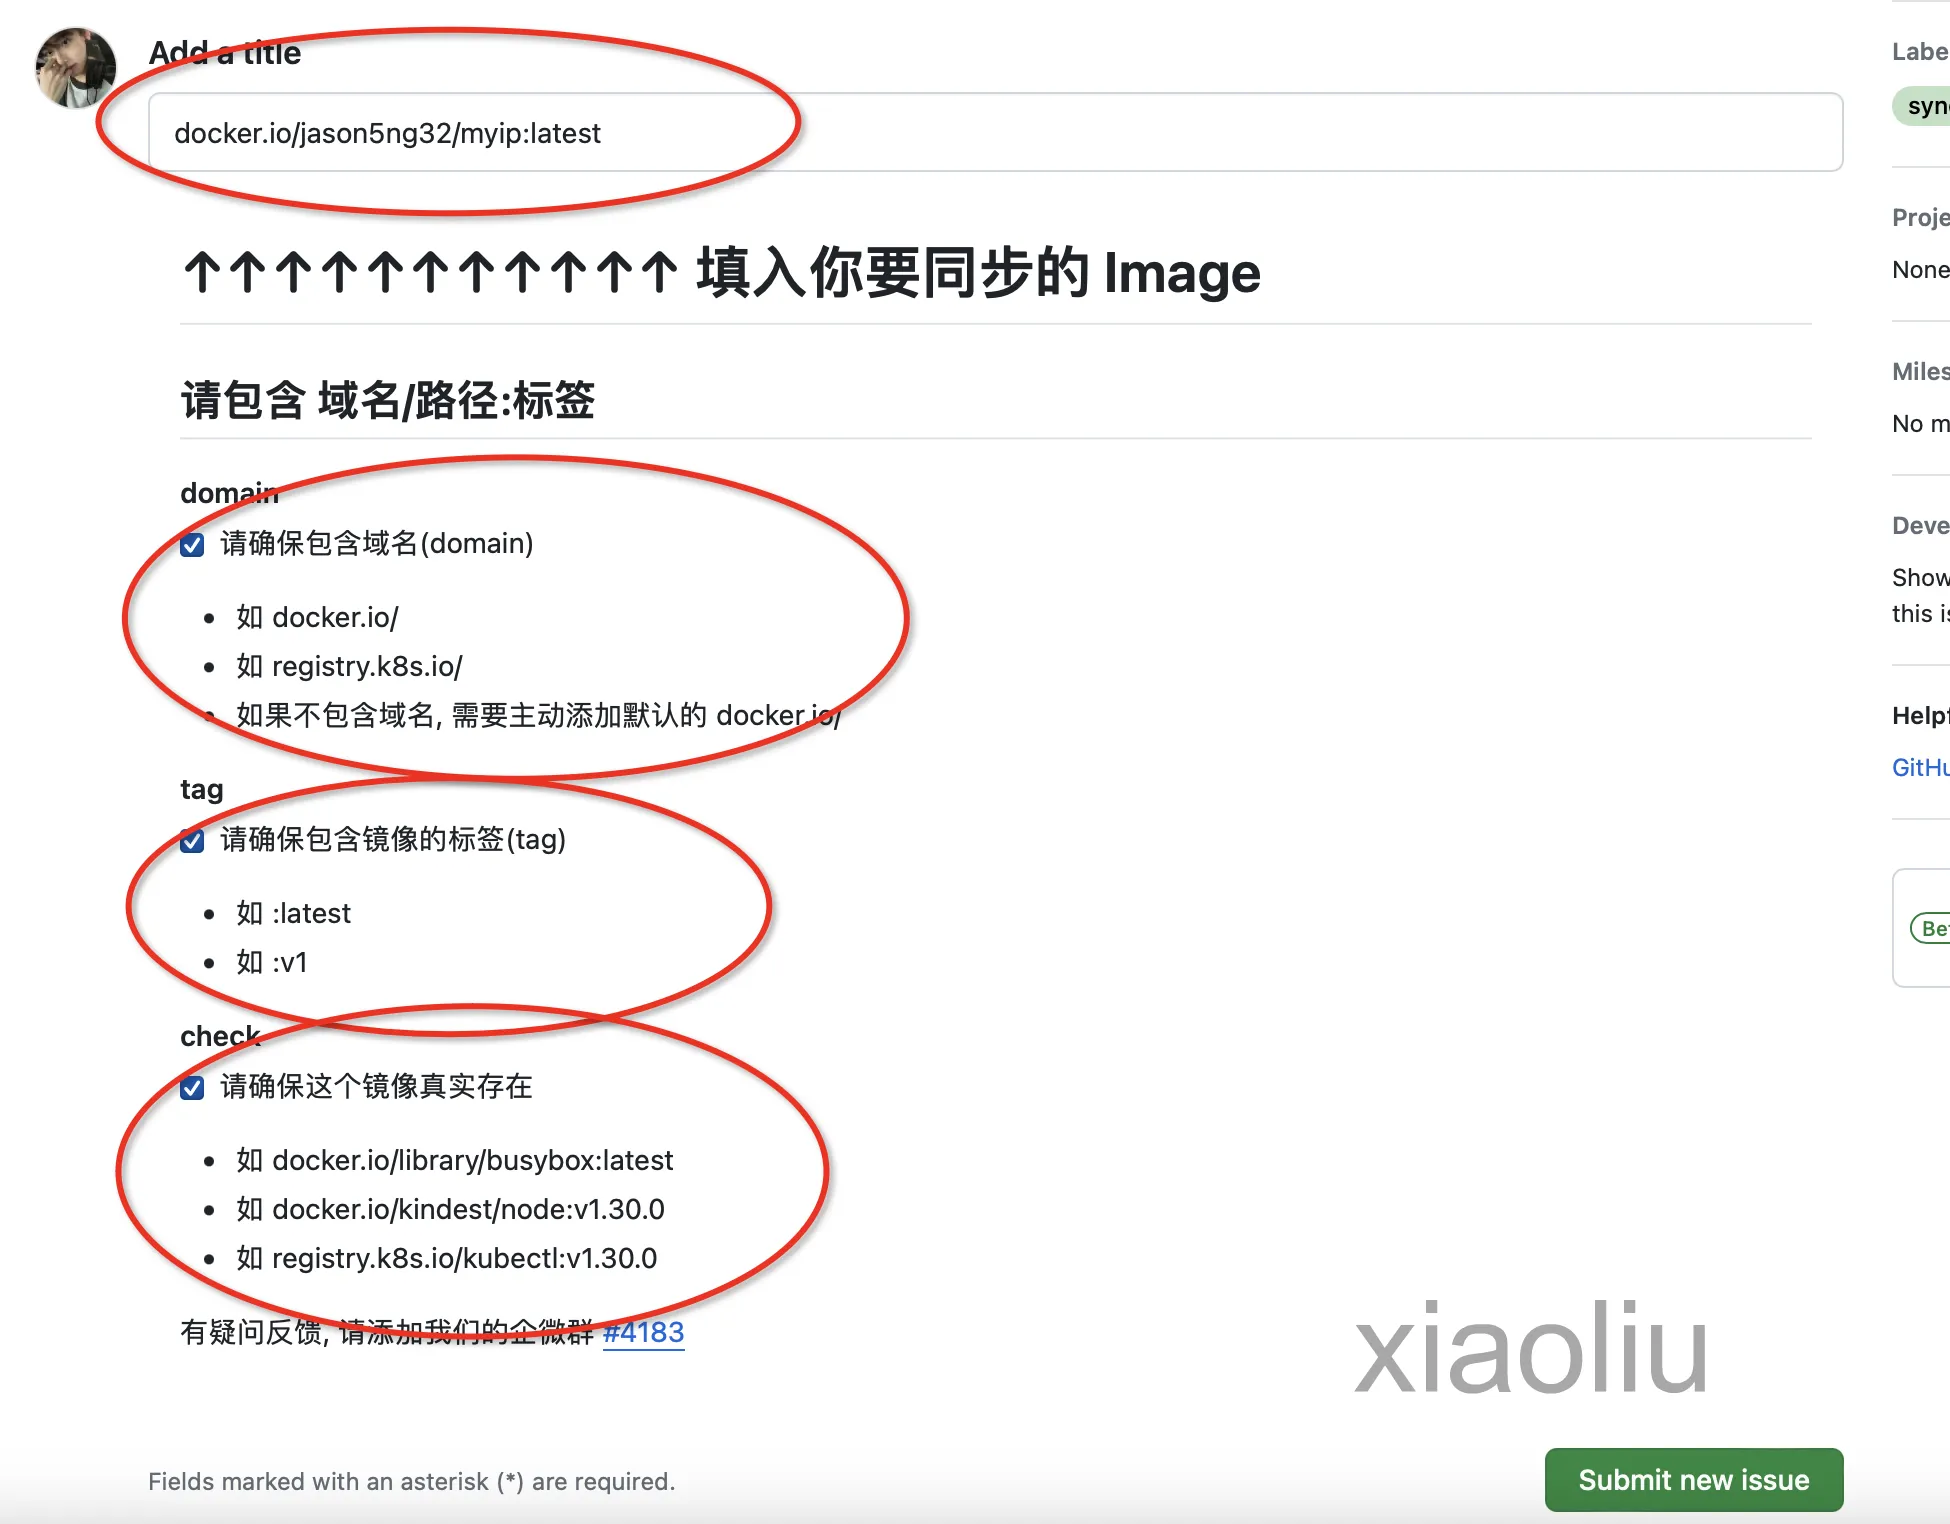 Add a title
docker.io/jason5ng32/myip:latest
↑↑↑↑↑↑↑↑↑↑↑ 填入你要同步的 Image
请包含 域名/路径:标签
domain
请确保包含域名(domain)
• 如 docker.io/
• 如 registry.k8s.io/
• 如果不包含域名, 需要主动添加默认的 docker.io/
tag
请确保包含镜像的标签(tag)
• 如 :latest
• 如 :v1
check
请确保这个镜像真实存在
• 如 docker.io/library/busybox:latest
• 如 docker.io/kindest/node:v1.30.0
• 如 registry.k8s.io/kubectl:v1.30.0
有疑问反馈, 请添加我们的企微群 #4183
xiaoliu
Fields marked with an asterisk (*) are required.
Submit new issue
Labe
syn
Proje
None
Miles
No m
Deve
Show
this is
Help
GitHu
Bet